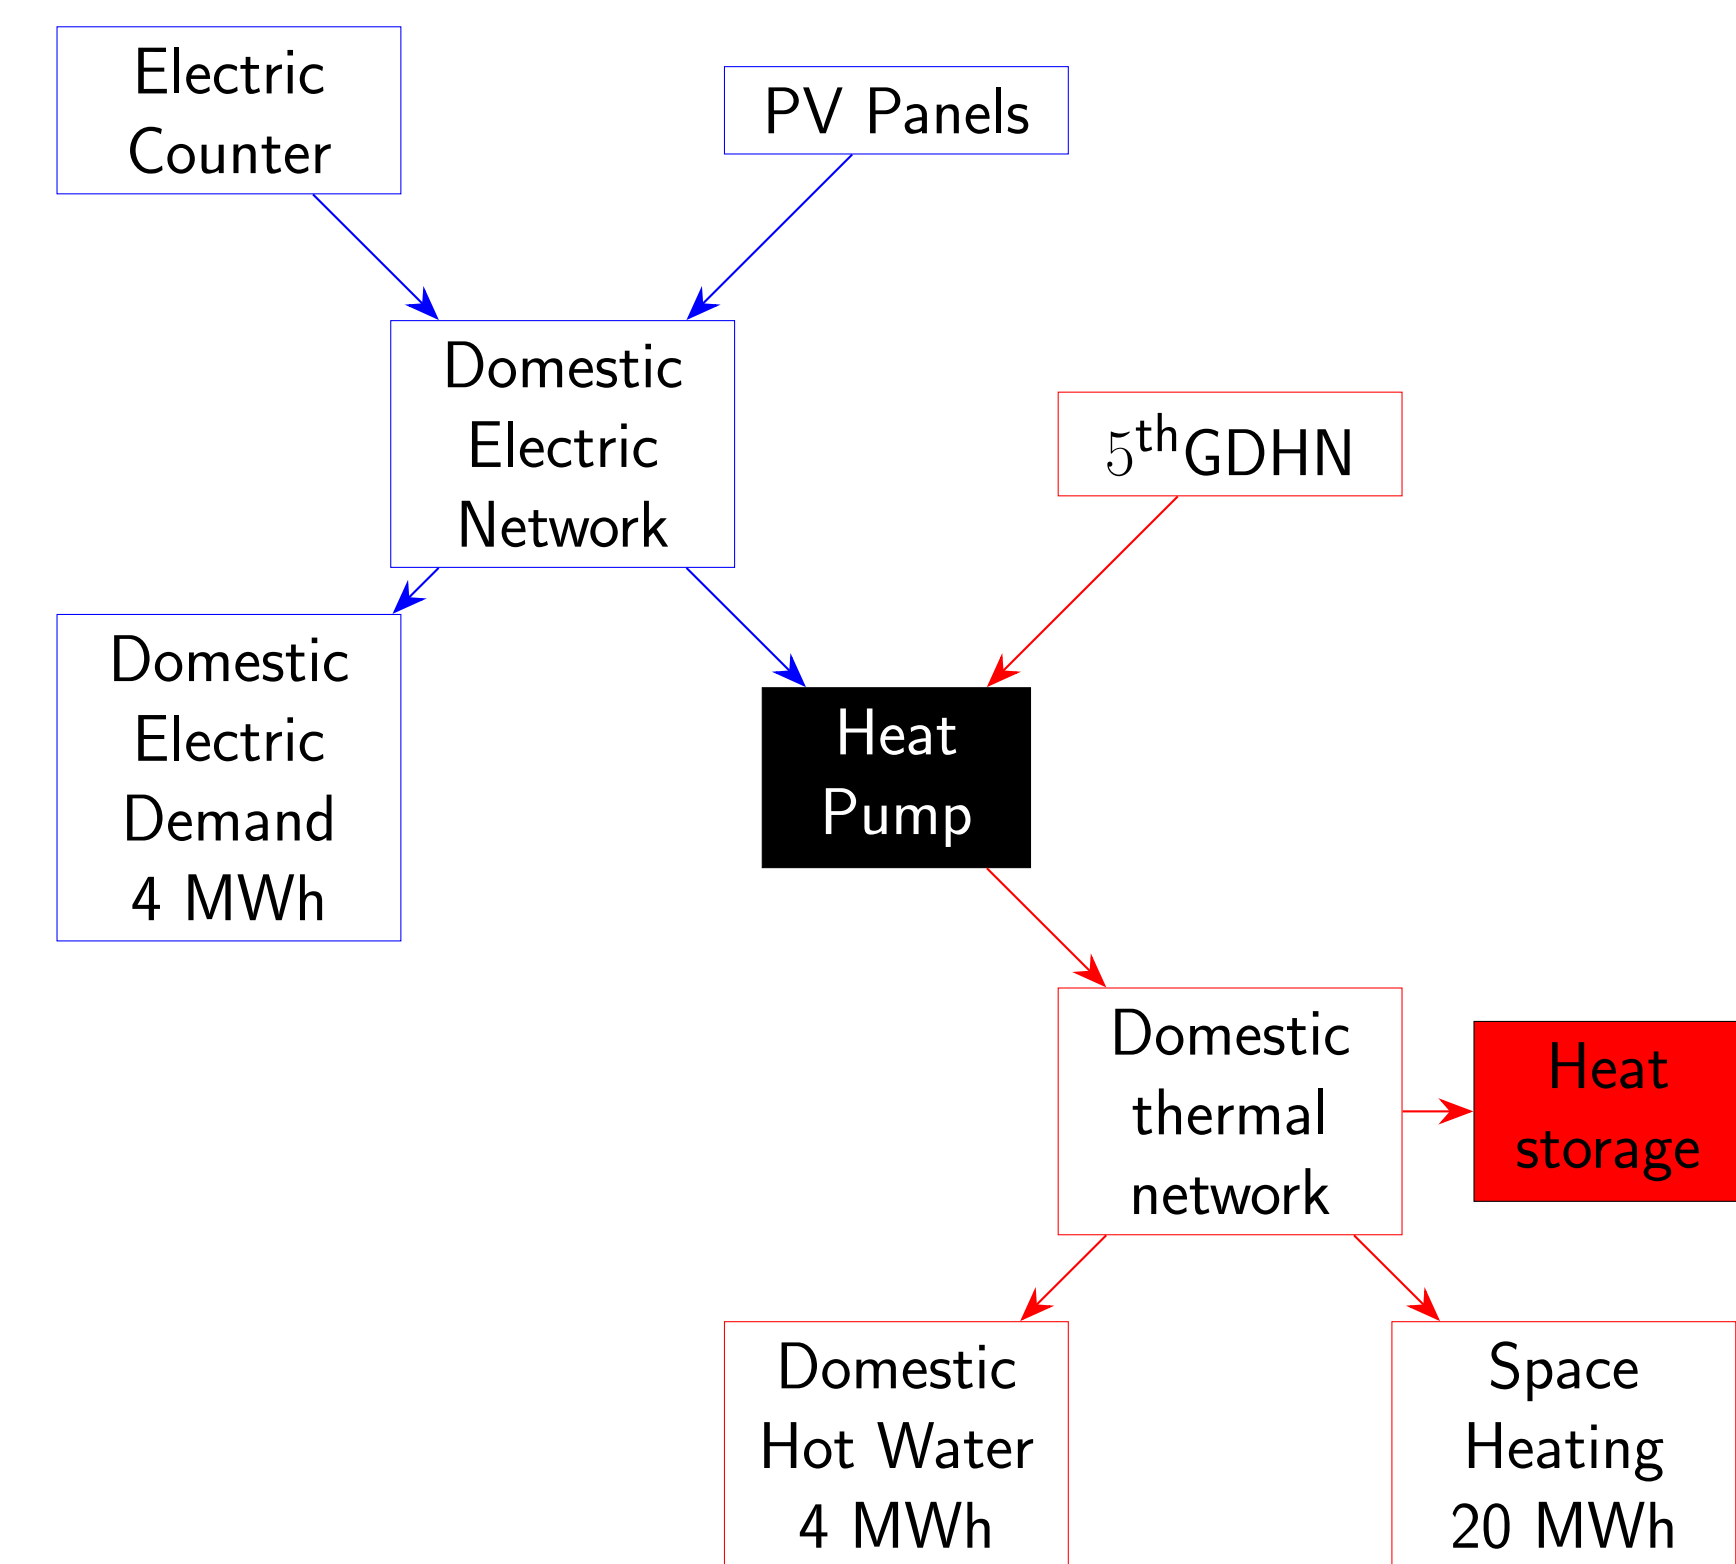 Electric
Counter
PV Panels
Domestic
Electric
Network
5thGDHN
Domestic
Electric
Demand
4 MWh
Heat
Pump
Domestic
thermal
network
Heat
storage
Domestic
Hot Water
4 MWh
Space
Heating
20 MWh